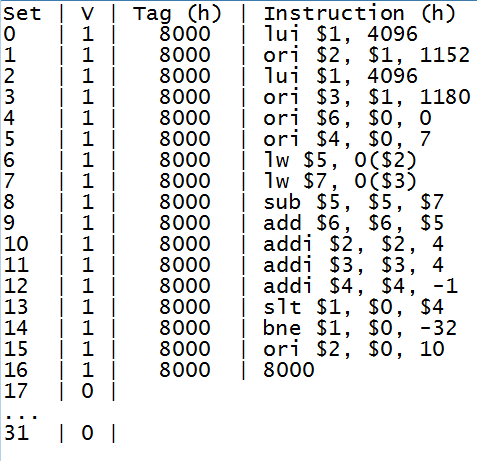 Set | V | Tag (h) | Instruction (h)
0 | 1 | 8000 | lui $1, 4096
1 | 1 | 8000 | ori $2, $1, 1152
2 | 1 | 8000 | lui $1, 4096
3 | 1 | 8000 | ori $3, $1, 1180
4 | 1 | 8000 | ori $6, $0, 0
5 | 1 | 8000 | ori $4, $0, 7
6 | 1 | 8000 | lw $5, 0($2)
7 | 1 | 8000 | lw $7, 0($3)
8 | 1 | 8000 | sub $5, $5, $7
9 | 1 | 8000 | add $6, $6, $5
10 | 1 | 8000 | addi $2, $2, 4
11 | 1 | 8000 | addi $3, $3, 4
12 | 1 | 8000 | addi $4, $4, -1
13 | 1 | 8000 | slt $1, $0, $4
14 | 1 | 8000 | bne $1, $0, -32
15 | 1 | 8000 | ori $2, $0, 10
16 | 1 | 8000 | 8000
17 | 0 |
...
31 | 0 |